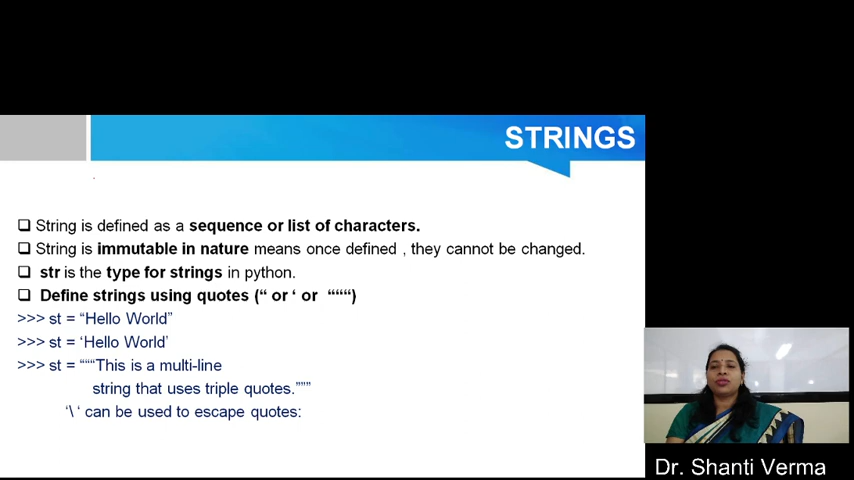 STRINGS
❑ String is defined as a sequence or list of characters.
❑ String is immutable in nature means once defined , they cannot be changed.
❑ str is the type for strings in python.
❑ Define strings using quotes (“ or ‘ or “““)
>>> st = “Hello World”
>>> st = ‘Hello World’
>>> st = “““This is a multi-line
string that uses triple quotes.”””
‘\ ‘ can be used to escape quotes:
Dr. Shanti Verma